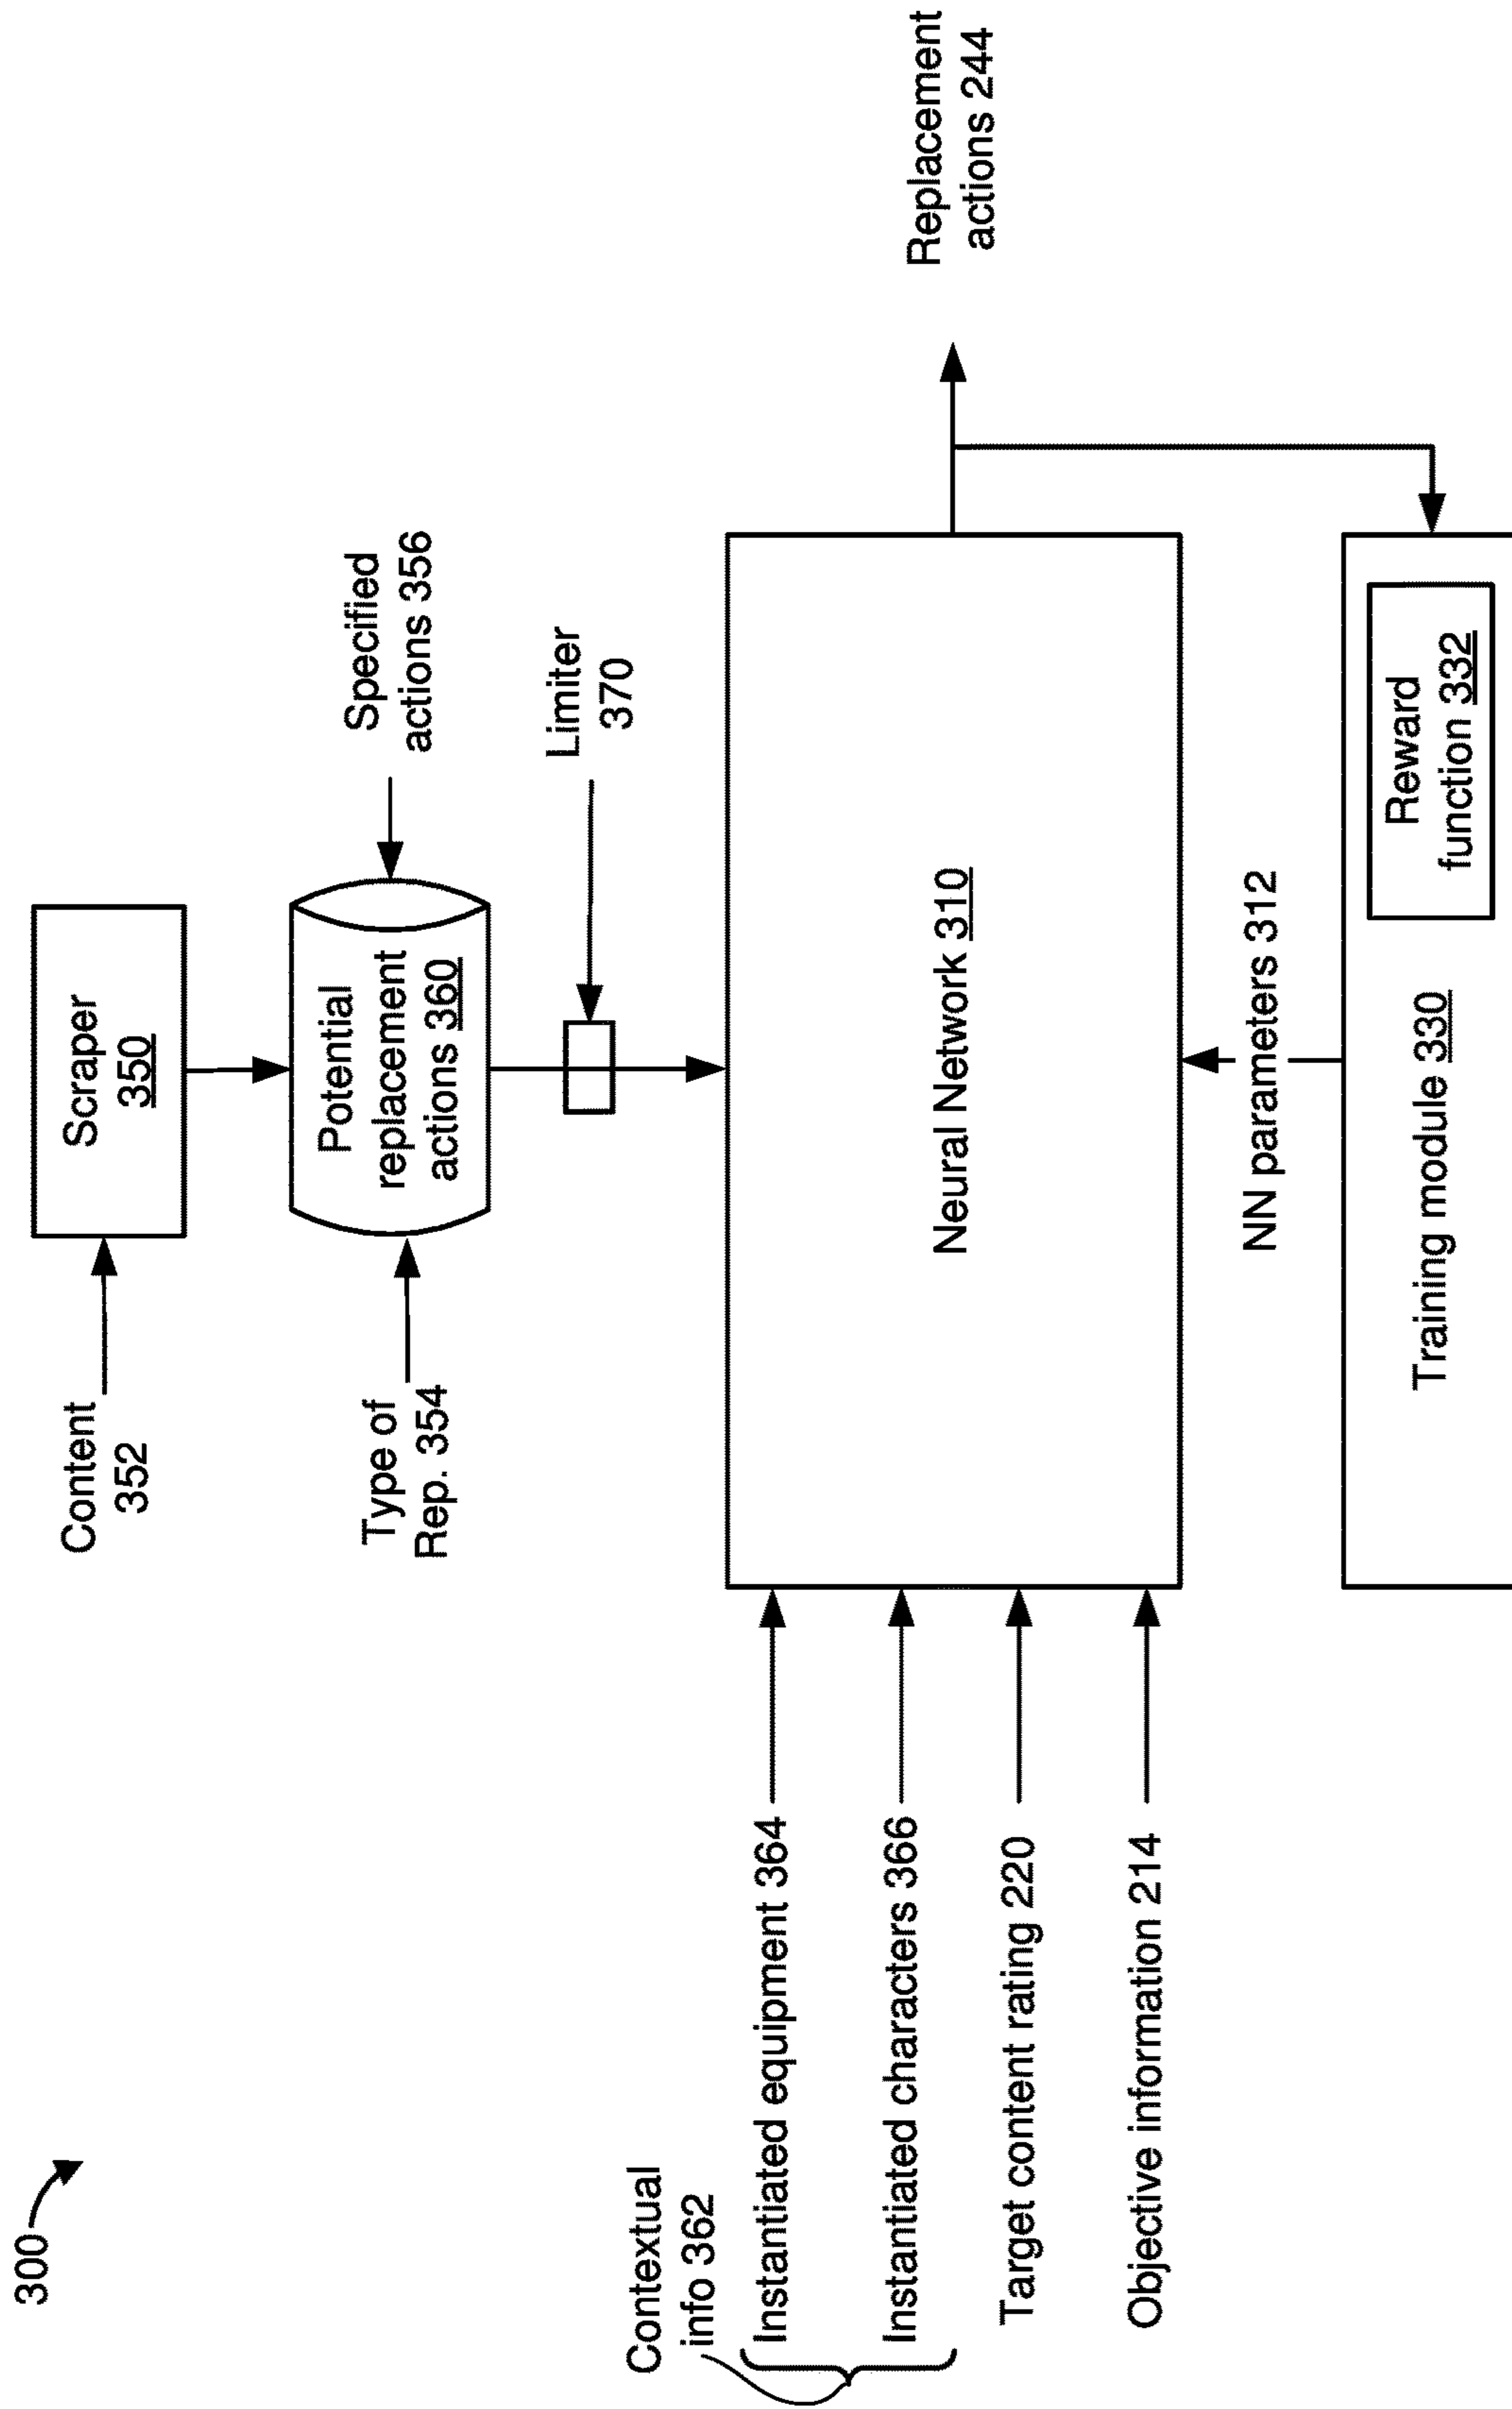 300
Content
352
Scraper
350
Type of
Rep. 354
Potential
replacement
actions 360
Specified
actions 356
Limiter
370
Contextual
info 362
Instantiated equipment 364
Instantiated characters 366
Target content rating 220
Objective information 214
Neural Network 310
Replacement
actions 244
NN parameters 312
Training module 330
Reward
function 332